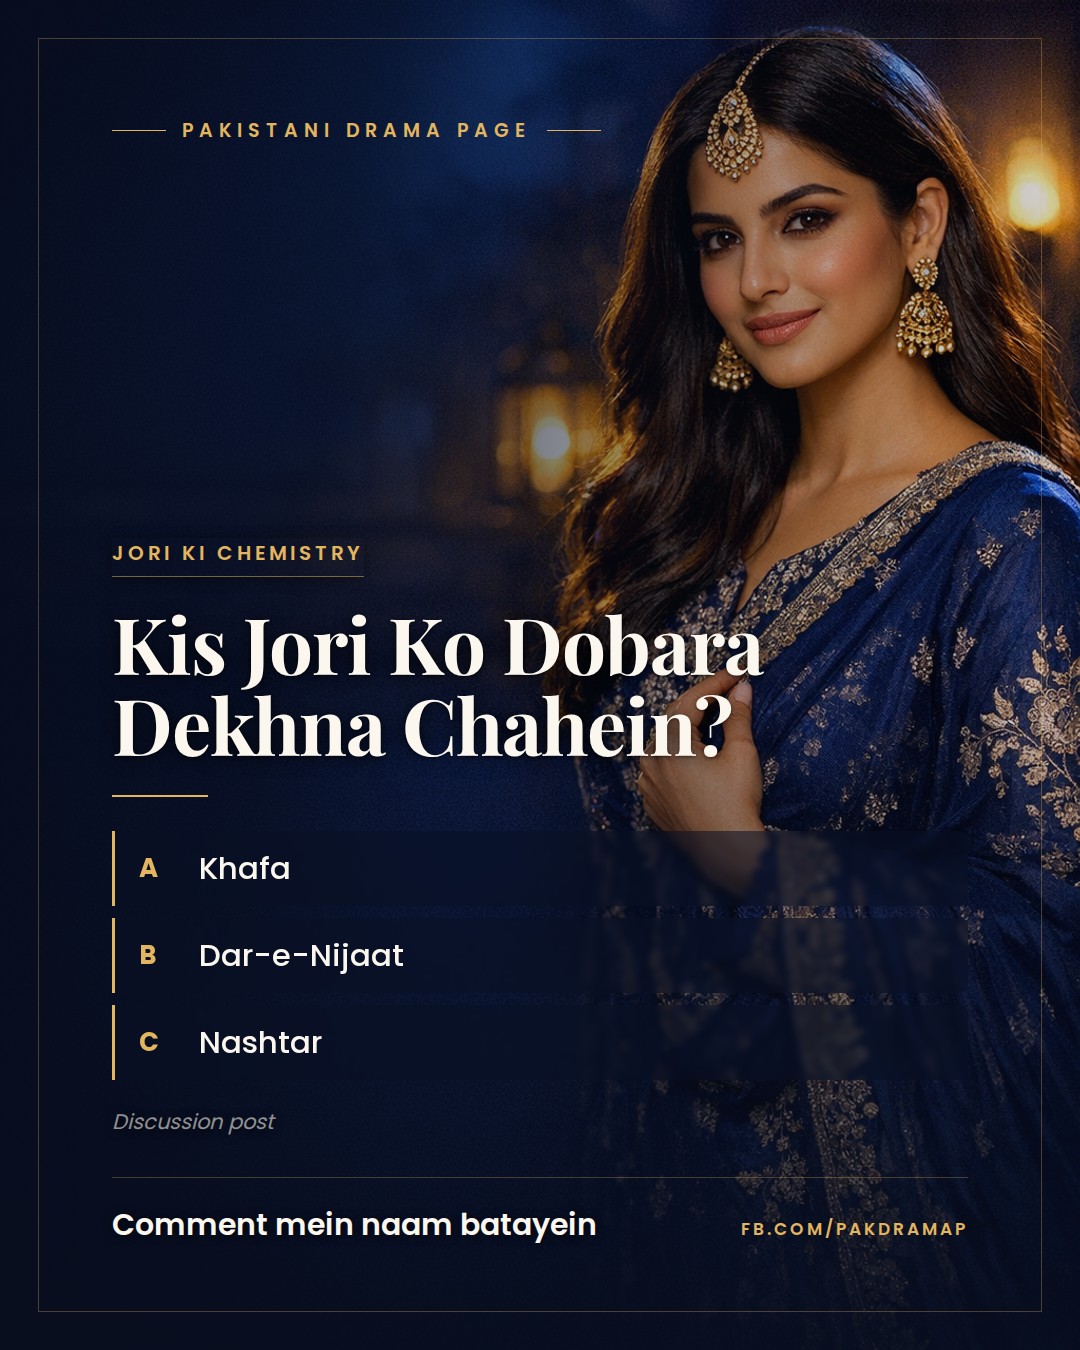 PAKISTANI DRAMA PAGE
JORI KI CHEMISTRY
Kis Jori Ko Dobara
Dekhna Chahein?
A Khafa
B Dar-e-Nijaat
C Nashtar
Discussion post
Comment mein naam batayein
FB.COM/PAKDRAMAP